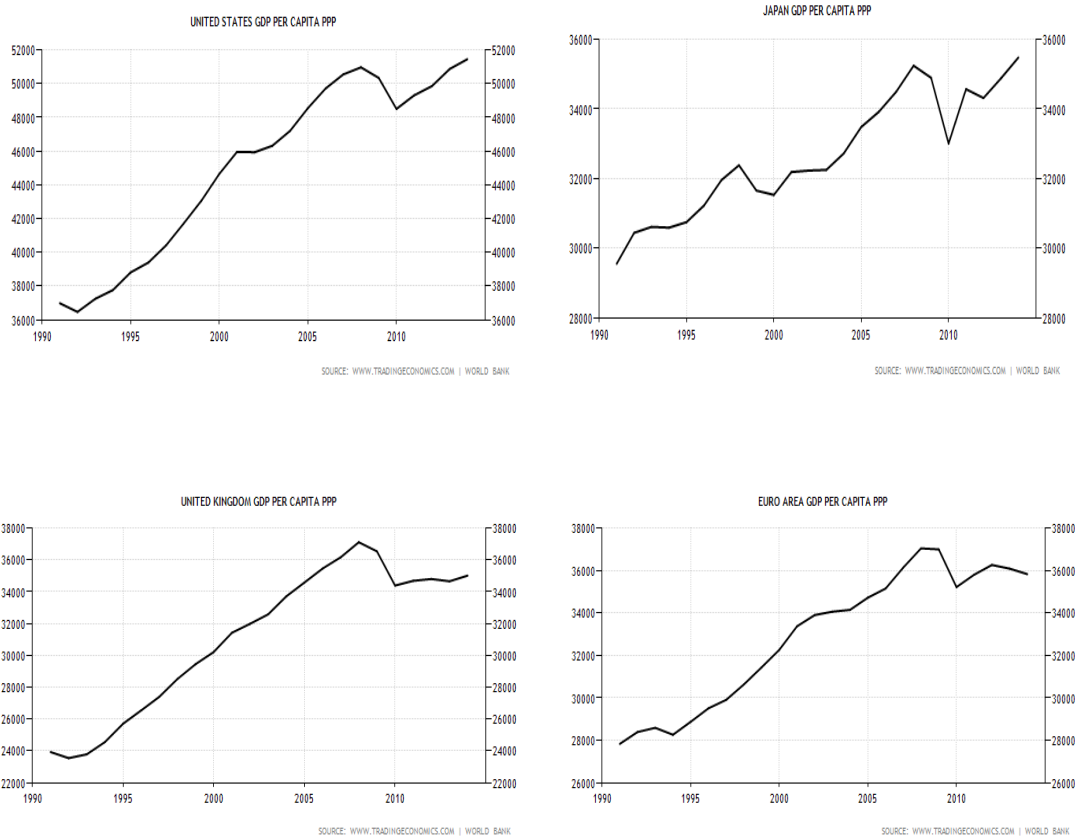 UNITED STATES GDP PER CAPITA PPP
52000 52000
50000 50000
48000 48000
46000 46000
44000 44000
42000 42000
40000 40000
38000 38000
36000 36000
1990 1995 2000 2005 2010
SOURCE: WWW.TRADINGECONOMICS.COM | WORLD BANK
JAPAN GDP PER CAPITA PPP
36000 36000
34000 34000
32000 32000
30000 30000
28000 28000
1990 1995 2000 2005 2010
SOURCE: WWW.TRADINGECONOMICS.COM | WORLD BANK
UNITED KINGDOM GDP PER CAPITA PPP
38000 38000
36000 36000
34000 34000
32000 32000
30000 30000
28000 28000
26000 26000
24000 24000
22000 22000
1990 1995 2000 2005 2010
SOURCE: WWW.TRADINGECONOMICS.COM | WORLD BANK
EURO AREA GDP PER CAPITA PPP
38000 38000
36000 36000
34000 34000
32000 32000
30000 30000
28000 28000
26000 26000
1990 1995 2000 2005 2010
SOURCE: WWW.TRADINGECONOMICS.COM | WORLD BANK